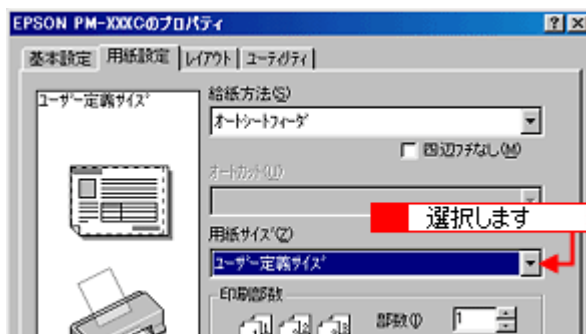 EPSON PM-XXXCのプロパティ
基本設定
用紙設定
レイアウト
ユーティリティ
ユーザー定義サイズ
給紙方法(S)
オートシートフィーダ
四辺フチなし(M)
オートカット(U)
選択します
用紙サイズ(Z)
ユーザー定義サイズ
印刷部数
部数(I)
1